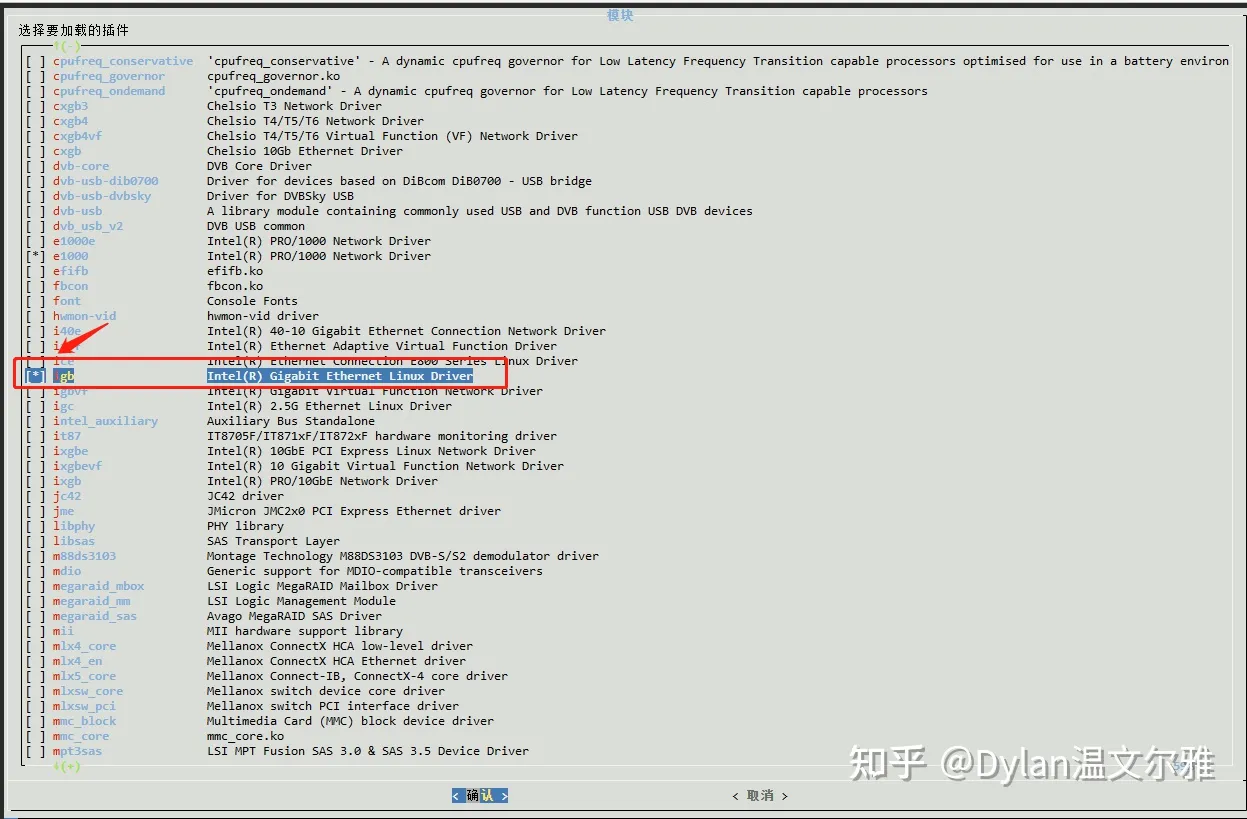 模块
选择要加载的插件
↑(-)
[ ] cpufreq_conservative 'cpufreq_conservative' - A dynamic cpufreq governor for Low Latency Frequency Transition capable processors optimised for use in a battery environ
[ ] cpufreq_governor cpufreq_governor.ko
[ ] cpufreq_ondemand 'cpufreq_ondemand' - A dynamic cpufreq governor for Low Latency Frequency Transition capable processors
[ ] cxgb3 Chelsio T3 Network Driver
[ ] cxgb4 Chelsio T4/T5/T6 Network Driver
[ ] cxgb4vf Chelsio T4/T5/T6 Virtual Function (VF) Network Driver
[ ] cxgb Chelsio 10Gb Ethernet Driver
[ ] dvb-core DVB Core Driver
[ ] dvb-usb-dib0700 Driver for devices based on DiBcom DiB0700 - USB bridge
[ ] dvb-usb-dvbsky Driver for DVBSky USB
[ ] dvb-usb A library module containing commonly used USB and DVB function USB DVB devices
[ ] dvb_usb_v2 DVB USB common
[ ] e1000e Intel(R) PRO/1000 Network Driver
[*] e1000 Intel(R) PRO/1000 Network Driver
[ ] efifb efifb.ko
[ ] fbcon fbcon.ko
[ ] font Console Fonts
[ ] hwmon-vid hwmon-vid driver
[ ] i40e Intel(R) 40-10 Gigabit Ethernet Connection Network Driver
[ ] Intel(R) Ethernet Adaptive Virtual Function Driver
[ ] ice Intel(R) Ethernet Connection E800 Series Linux Driver
[*] igb Intel(R) Gigabit Ethernet Linux Driver
[ ] igbvf Intel(R) Gigabit Virtual Function Network Driver
[ ] igc Intel(R) 2.5G Ethernet Linux Driver
[ ] intel_auxiliary Auxiliary Bus Standalone
[ ] it87 IT8705F/IT871xF/IT872xF hardware monitoring driver
[ ] ixgbe Intel(R) 10GbE PCI Express Linux Network Driver
[ ] ixgbevf Intel(R) 10 Gigabit Virtual Function Network Driver
[ ] ixgb Intel(R) PRO/10GbE Network Driver
[ ] jc42 JC42 driver
[ ] jme JMicron JMC2x0 PCI Express Ethernet driver
[ ] libphy PHY library
[ ] libsas SAS Transport Layer
[ ] m88ds3103 Montage Technology M88DS3103 DVB-S/S2 demodulator driver
[ ] mdio Generic support for MDIO-compatible transceivers
[ ] megaraid_mbox LSI Logic MegaRAID Mailbox Driver
[ ] megaraid_mm LSI Logic Management Module
[ ] megaraid_sas Avago MegaRAID SAS Driver
[ ] mii MII hardware support library
[ ] mlx4_core Mellanox ConnectX HCA low-level driver
[ ] mlx4_en Mellanox ConnectX HCA Ethernet driver
[ ] mlx5_core Mellanox Connect-IB, ConnectX-4 core driver
[ ] mlxsw_core Mellanox switch device core driver
[ ] mlxsw_pci Mellanox switch PCI interface driver
[ ] mmc_block Multimedia Card (MMC) block device driver
[ ] mmc_core mmc_core.ko
[ ] mpt3sas LSI MPT Fusion SAS 3.0 & SAS 3.5 Device Driver
↓(+)
知乎 @Dylan温文尔雅
< 确认 > < 取消 >